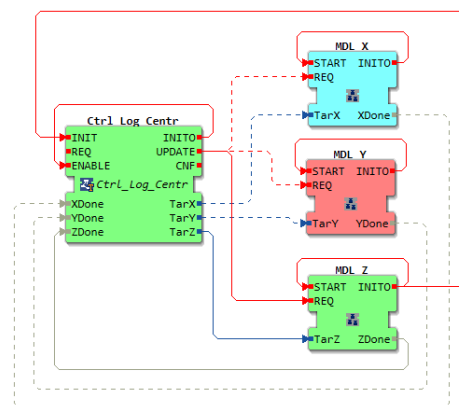 MDL_X
START INITO
REQ
TarX XDone
Ctrl_Log_Centr
INIT INITO
REQ UPDATE
ENABLE CNF
Ctrl_Log_Centr
XDone TarX
YDone TarY
ZDone TarZ
MDL_Y
START INITO
REQ
TarY YDone
MDL_Z
START INITO
REQ
TarZ ZDone